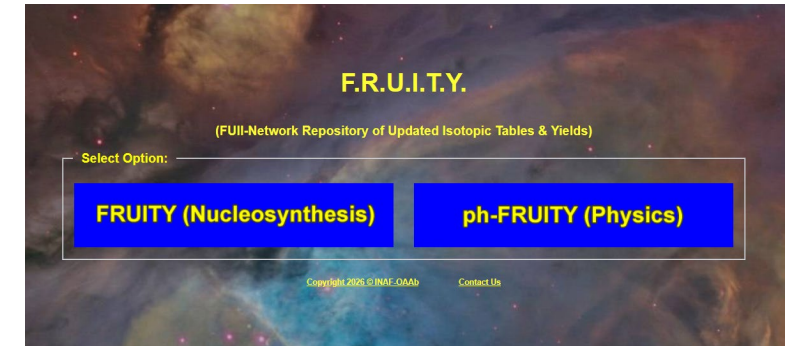 F.R.U.I.T.Y.
(FUll-Network Repository of Updated Isotopic Tables & Yields)
Select Option:
FRUITY (Nucleosynthesis)
ph-FRUITY (Physics)
Copyright 2026 © INAF-OAAb
Contact Us